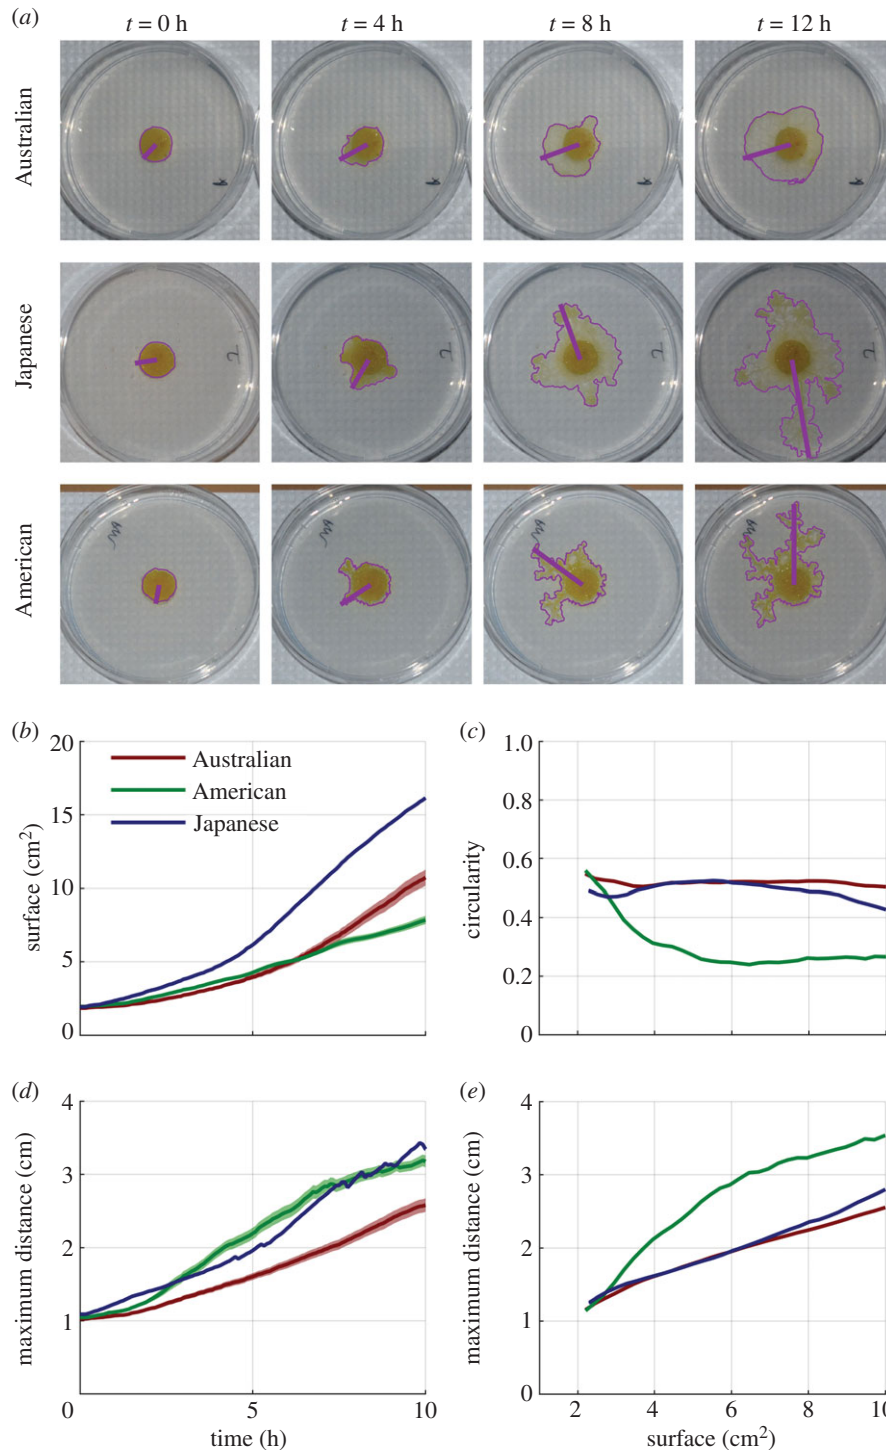 (a)
t = 0 h
t = 4 h
t = 8 h
t = 12 h
Australian
Japanese
American
(b)
20
15
10
5
0
surface (cm²)
Australian
American
Japanese
(c)
1.0
0.8
0.6
0.4
0.2
0
circularity
(d)
4
3
2
1
0
5
10
maximum distance (cm)
time (h)
(e)
4
3
2
1
0
2
4
6
8
10
maximum distance (cm)
surface (cm²)